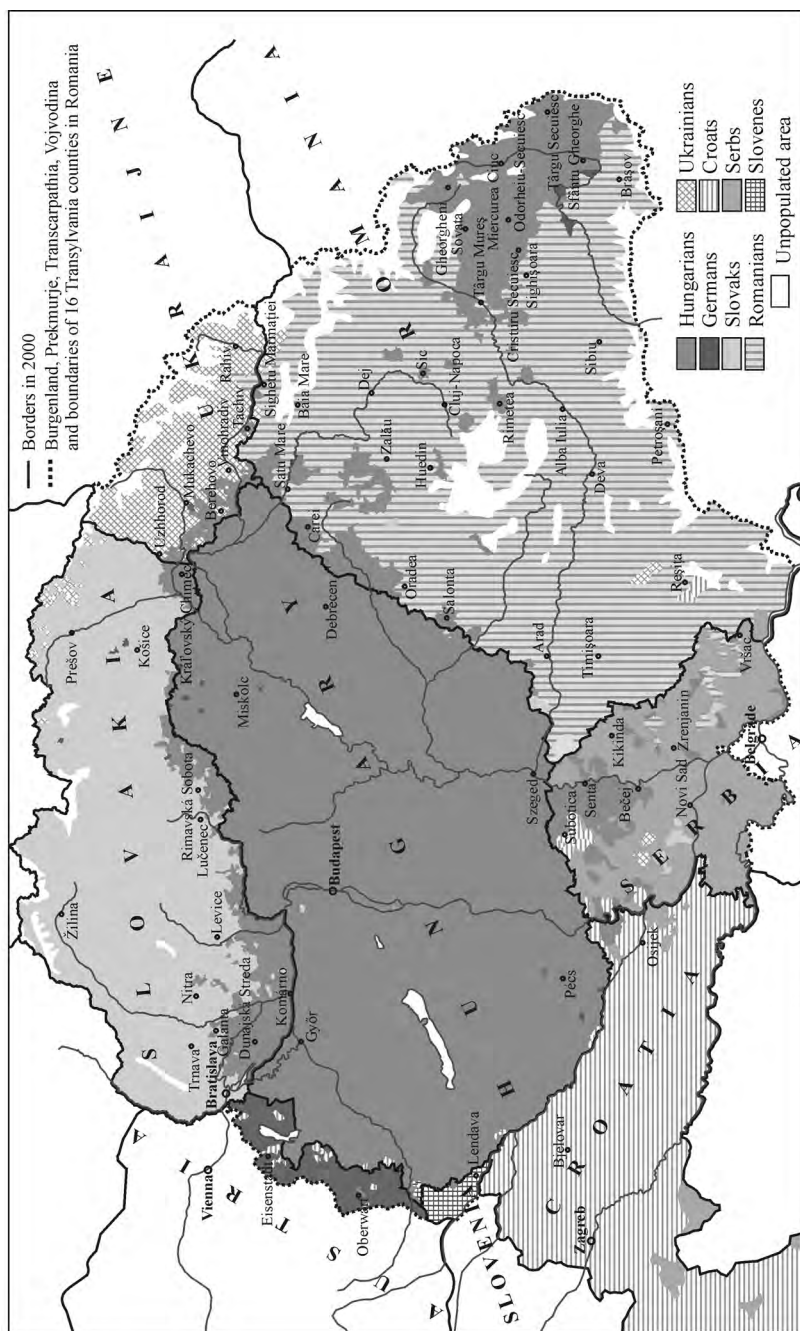 Borders in 2000
Burgenland, Prekmurje, Transcarpathia, Vojvodina
and boundaries of 16 Transylvania counties in Romania
UKRAIJNE
ROMANIA
SLOVAKIA
HUNGARY
AUSTRIA
SLOVENIA
CROATIA
SERBIA
Žilina
Prešov
Košice
Nitra
Trnava
Bratislava
Galanta
Dunajská Streda
Komárno
Levice
Lučenec
Rimavská Sobota
Kráľovský Chlmec
Uzhhorod
Mukachevo
Berehovo
Tachiv
Rahiv
Sighetu Marmației
Satu Mare
Baia Mare
Carei
Zalău
Dej
Sic
Cluj-Napoca
Huedin
Rimetea
Oradea
Salonta
Arad
Timișoara
Reșița
Deva
Alba Iulia
Petroșani
Sibiu
Sighișoara
Cristuru Secuiesc
Târgu Mureș
Sovata
Gheorgheni
Miercurea Ciuc
Odorheiu-Secuiesc
Târgu Secuiesc
Sfântu Gheorghe
Brașov
Vienna
Eisenstadt
Oberwart
Lendava
Győr
Budapest
Miskolc
Debrecen
Szeged
Pécs
Zagreb
Bjelovar
Osijek
Subotica
Senta
Bečej
Kikinda
Zrenjanin
Novi Sad
Vršac
Belgrade
Hungarians
Germans
Slovaks
Romanians
Ukrainians
Croats
Serbs
Slovenes
Unpopulated area